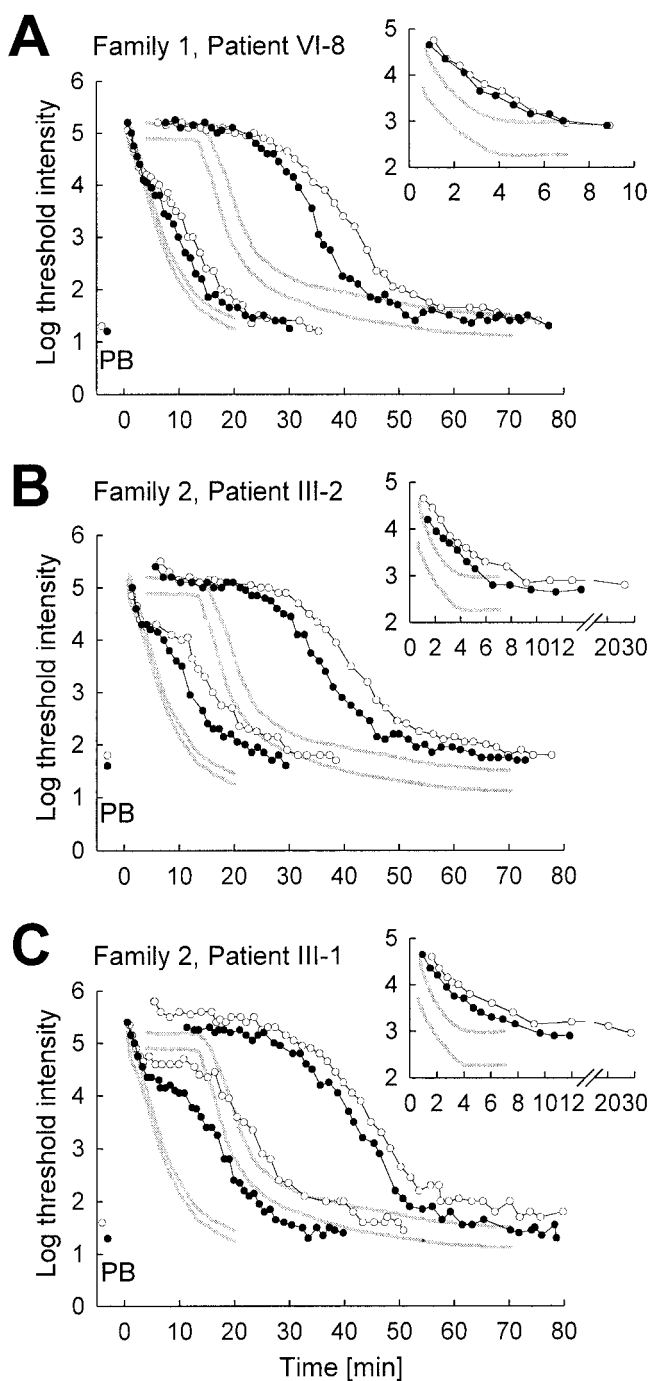 A
Family 1, Patient VI-8
5
4
3
2
0 2 4 6 8 10
Log threshold intensity
6
5
4
3
2
1
0
PB
0 10 20 30 40 50 60 70 80
B
Family 2, Patient III-2
5
4
3
2
0 2 4 6 8 10 12 20 30
Log threshold intensity
6
5
4
3
2
1
0
PB
0 10 20 30 40 50 60 70 80
C
Family 2, Patient III-1
5
4
3
2
0 2 4 6 8 10 12 20 30
Log threshold intensity
6
5
4
3
2
1
0
PB
0 10 20 30 40 50 60 70 80
Time [min]